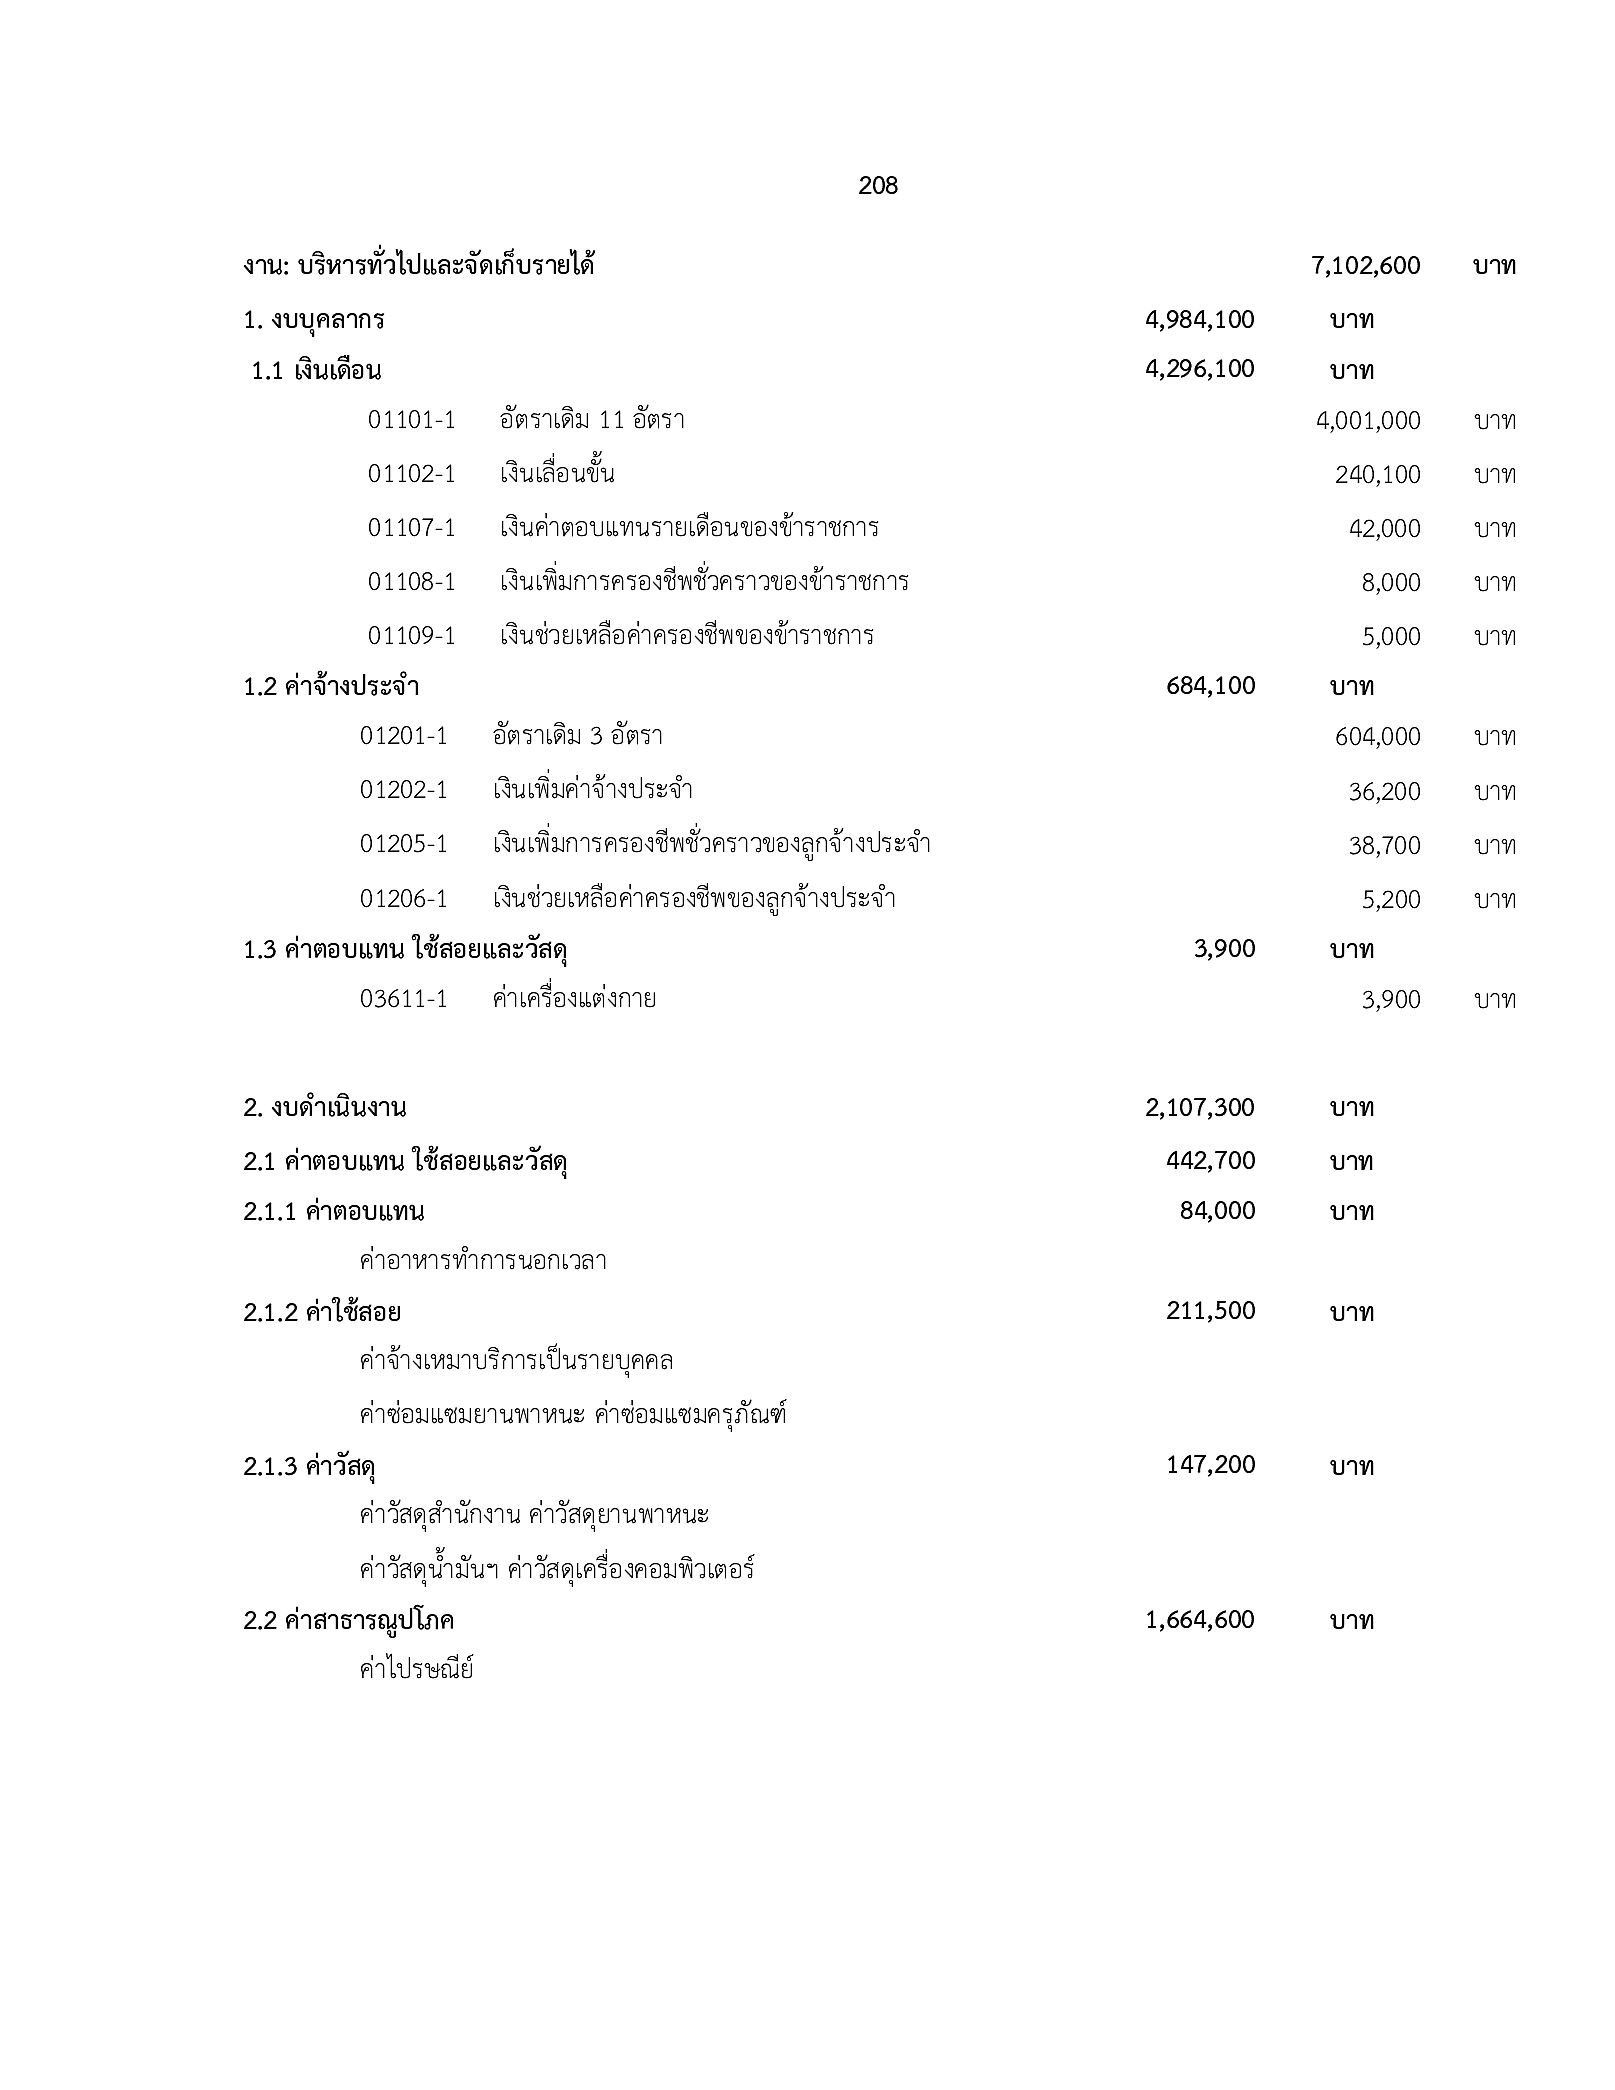 208
งาน: บริหารทั่วไปและจัดเก็บรายได้ 7,102,600 บาท
1. งบบุคลากร 4,984,100 บาท
1.1 เงินเดือน 4,296,100 บาท
01101-1 อัตราเดิม 11 อัตรา 4,001,000 บาท
01102-1 เงินเลื่อนขั้น 240,100 บาท
01107-1 เงินค่าตอบแทนรายเดือนของข้าราชการ 42,000 บาท
01108-1 เงินเพิ่มการครองชีพชั่วคราวของข้าราชการ 8,000 บาท
01109-1 เงินช่วยเหลือค่าครองชีพของข้าราชการ 5,000 บาท
1.2 ค่าจ้างประจำ 684,100 บาท
01201-1 อัตราเดิม 3 อัตรา 604,000 บาท
01202-1 เงินเพิ่มค่าจ้างประจำ 36,200 บาท
01205-1 เงินเพิ่มการครองชีพชั่วคราวของลูกจ้างประจำ 38,700 บาท
01206-1 เงินช่วยเหลือค่าครองชีพของลูกจ้างประจำ 5,200 บาท
1.3 ค่าตอบแทน ใช้สอยและวัสดุ 3,900 บาท
03611-1 ค่าเครื่องแต่งกาย 3,900 บาท
2. งบดำเนินงาน 2,107,300 บาท
2.1 ค่าตอบแทน ใช้สอยและวัสดุ 442,700 บาท
2.1.1 ค่าตอบแทน 84,000 บาท
ค่าอาหารทำการนอกเวลา
2.1.2 ค่าใช้สอย 211,500 บาท
ค่าจ้างเหมาบริการเป็นรายบุคคล
ค่าซ่อมแซมยานพาหนะ ค่าซ่อมแซมครุภัณฑ์
2.1.3 ค่าวัสดุ 147,200 บาท
ค่าวัสดุสำนักงาน ค่าวัสดุยานพาหนะ
ค่าวัสดุน้ำมันฯ ค่าวัสดุเครื่องคอมพิวเตอร์
2.2 ค่าสาธารณูปโภค 1,664,600 บาท
ค่าไปรษณีย์